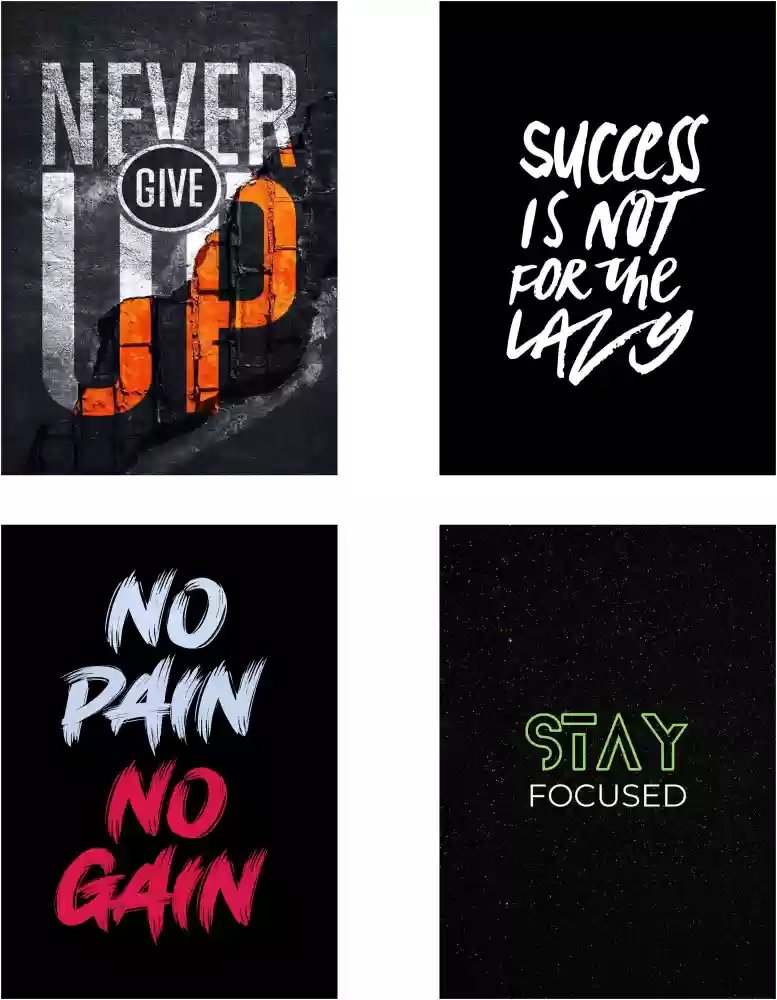 NEVER
GIVE
UP
SUCCESS
IS NOT
FOR the
LAZY
NO
PAIN
NO
GAIN
STAY
FOCUSED